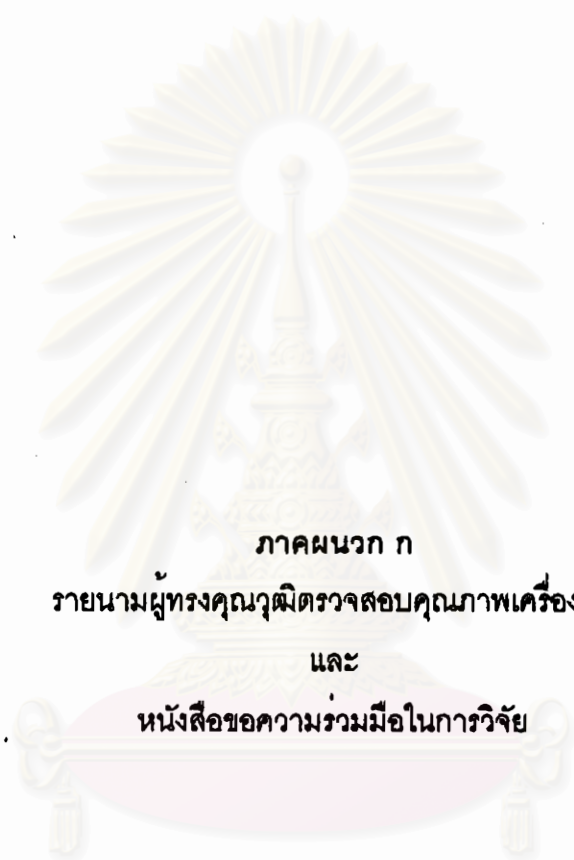 ภาคผนวก ก
รายนามผู้ทรงคุณวุฒิตรวจสอบคุณภาพเครื่อง
และ
หนังสือขอความร่วมมือในการวิจัย